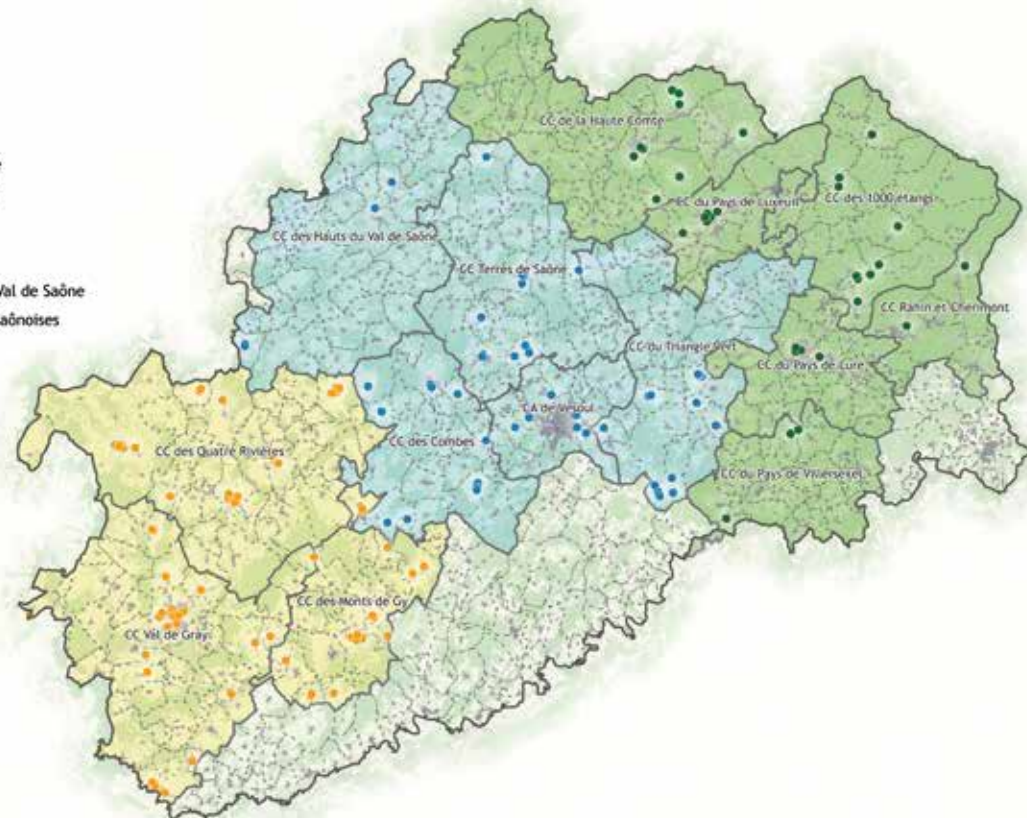 CC de la Haute Comté
CC du Pays de Luxeuil
CC des 1000 étangs
CC des Hauts du Val de Saône
CC Terres de Saône
Val de Saône
aônoises
CC Rahin et Cherimont
CC du Triangle Vert
CC du Pays de Lure
CA de Vesoul
CC des Combes
CC des Quatre Rivières
CC du Pays de Villersexel
CC des Monts de Gy
CC Val de Gray